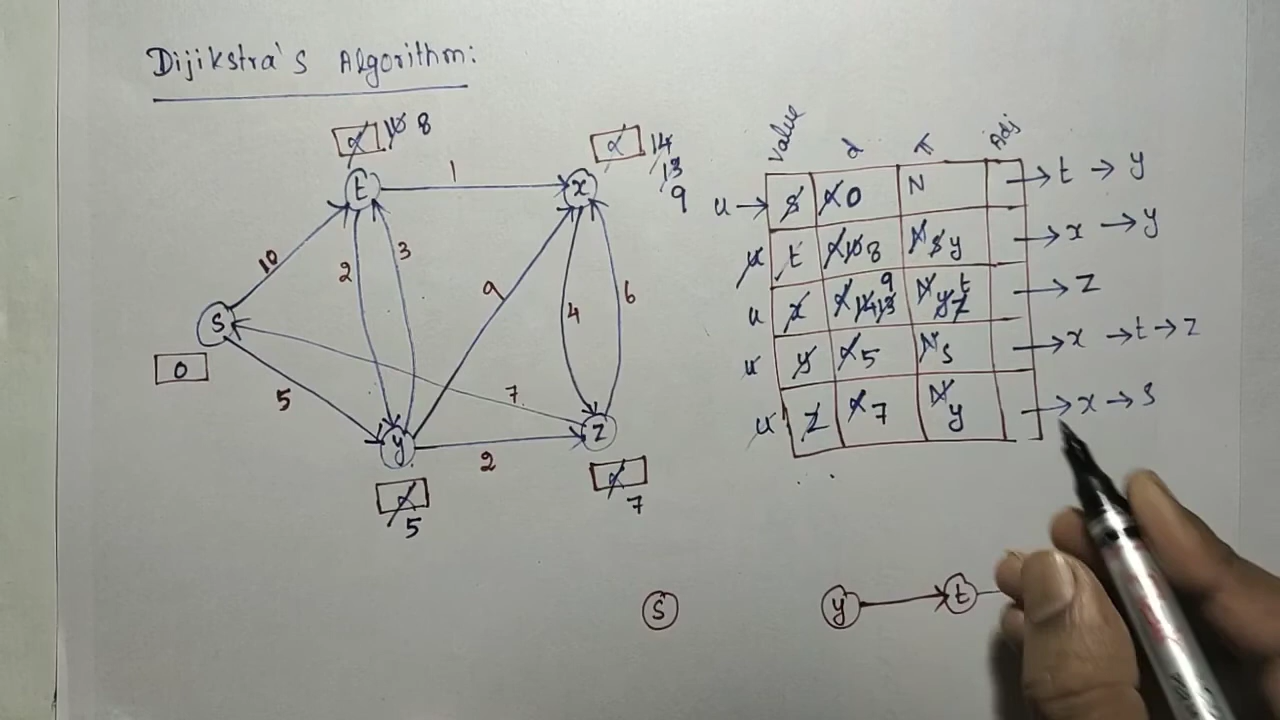 Dijikstra's Algorithm:
α 10 8
α 14
13
9
t 1 x
10 2 3 9 4 6
S
0
5 7
y 2 z
α 5
α 7
Value d π Adj
u → s α 0 N → t → y
u t α 10 8 N s y → x → y
u x α 14 13 9 N y z t → z
u y α 5 N s → x → t → z
u z α 7 N y → x → s
S y → t